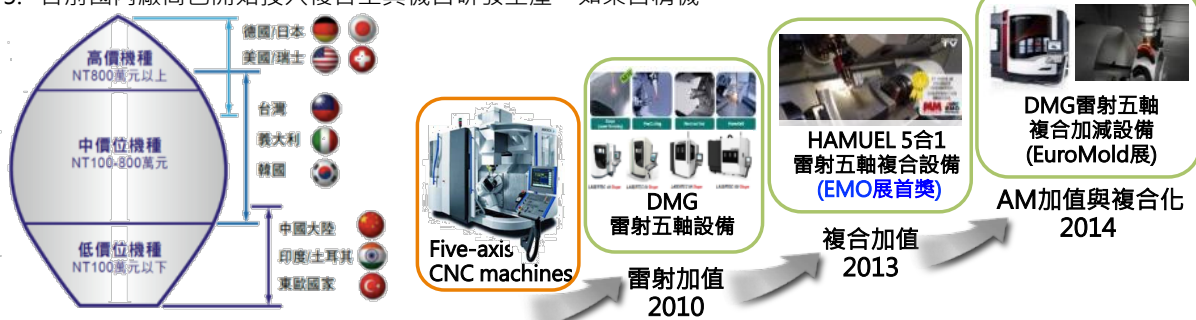 高價機種
NT800萬元以上
中價位機種
NT100-800萬元
低價位機種
NT100萬元以下
德國/日本
美國/瑞士
台灣
義大利
韓國
中國大陸
印度/土耳其
東歐國家
Five-axis
CNC machines
DMG
雷射五軸設備
雷射加值
2010
HAMUEL 5合1
雷射五軸複合設備
(EMO展首獎)
複合加值
2013
DMG雷射五軸
複合加減設備
(EuroMold展)
AM加值與複合化
2014